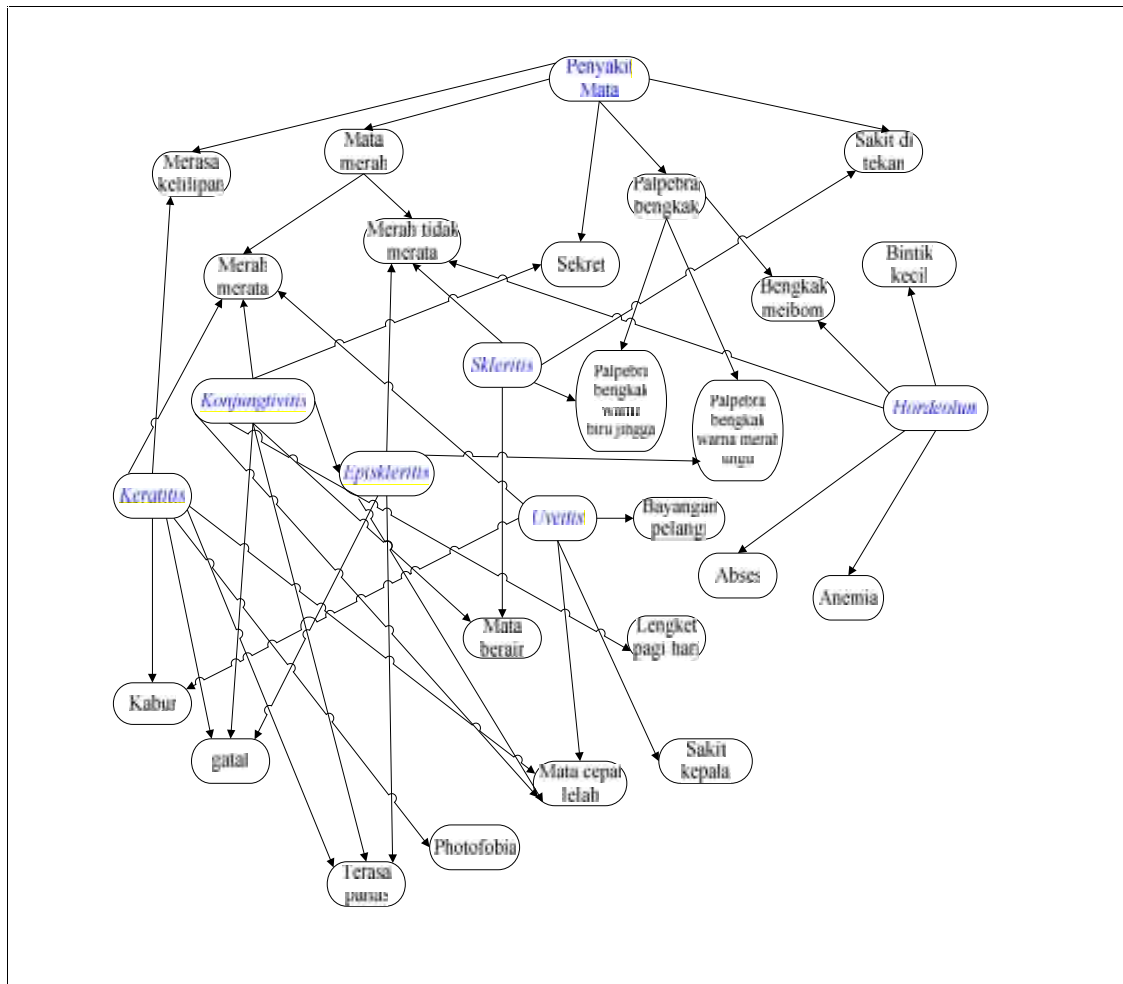 Penyakit
Mata
Mata
merah
Sakit di
tekan
Merasa
kelilipan
Palpebra
bengkak
Merah tidak
merata
Sekret
Bintik
kecil
Merah
merata
Bengkak
meibom
Skleritis
Palpebra
bengkak
warna
biru jingga
Palpebra
bengkak
warna merah
ungu
Konjungtivitis
Hordeolun
Episkleritis
Keratitis
Uveitis
Bayangan
pelangi
Abses
Anemia
Mata
berair
Lengket
pagi hari
Kabur
gatal
Mata cepat
lelah
Sakit
kepala
Photofobia
Terasa
panas